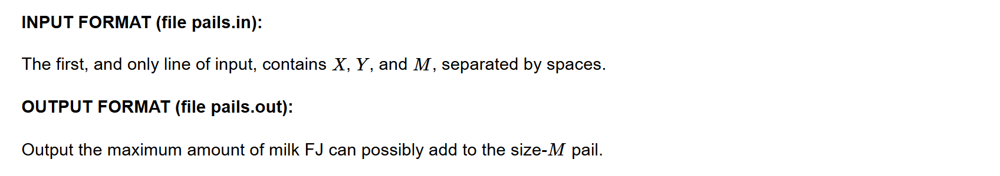 INPUT FORMAT (file pails.in):
The first, and only line of input, contains X, Y, and M, separated by spaces.
OUTPUT FORMAT (file pails.out):
Output the maximum amount of milk FJ can possibly add to the size-M pail.